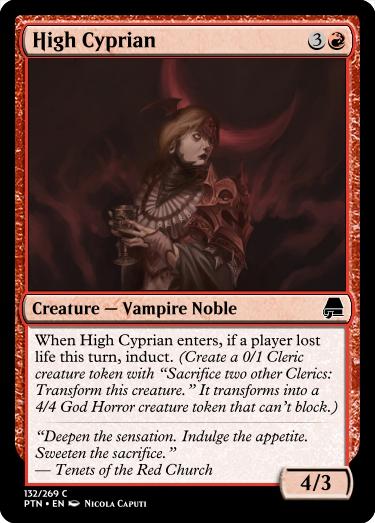 High Cyprian
3
Creature — Vampire Noble
When High Cyprian enters, if a player lost
life this turn, induct. (Create a 0/1 Cleric
creature token with “Sacrifice two other Clerics:
Transform this creature.” It transforms into a
4/4 God Horror creature token that can’t block.)
“Deepen the sensation. Indulge the appetite.
Sweeten the sacrifice.”
— Tenets of the Red Church
4/3
132/269 C
PTN • EN Nicola Caputi